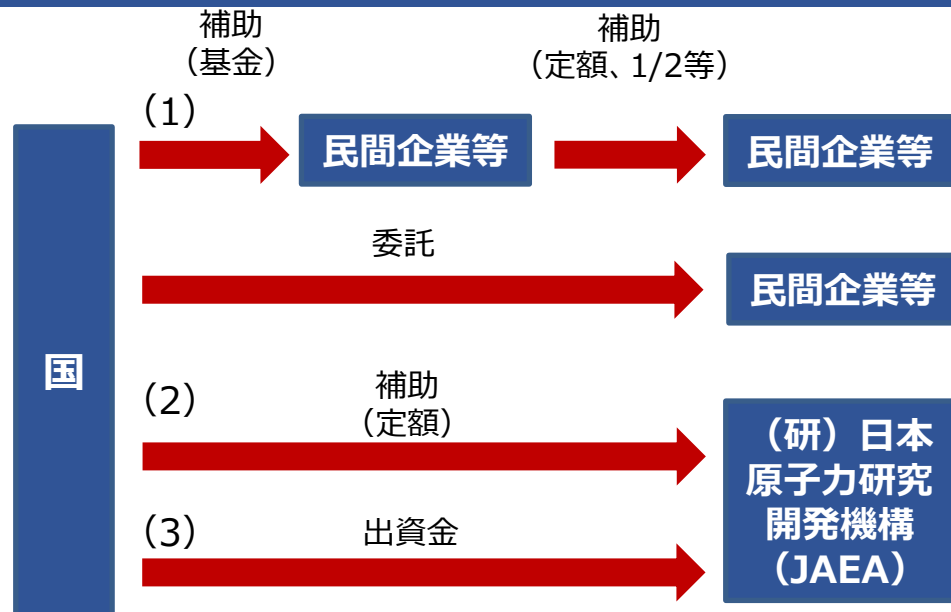 補助
（基金）
補助
（定額、1/2等）
（1）
民間企業等
民間企業等
委託
民間企業等
国
（2）
補助
（定額）
（研）日本
原子力研究
開発機構
（JAEA）
（3）
出資金